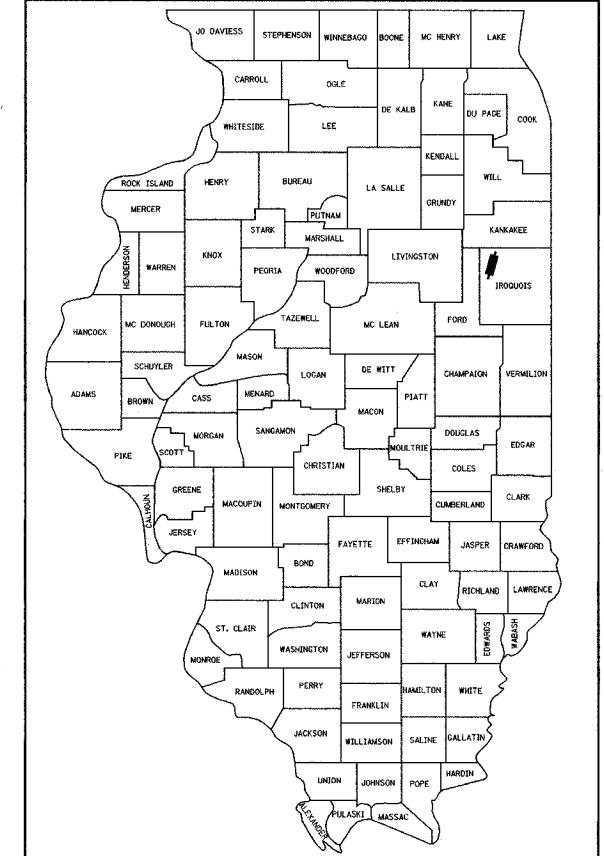 JO DAVIESS
STEPHENSON
WINNEBAGO
BOONE
MC HENRY
LAKE
CARROLL
OGLE
DE KALB
KANE
DU PAGE
COOK
WHITESIDE
LEE
KENDALL
WILL
ROCK ISLAND
HENRY
BUREAU
LA SALLE
GRUNDY
MERCER
PUTNAM
STARK
MARSHALL
KANKAKEE
HENDERSON
WARREN
KNOX
PEORIA
WOODFORD
LIVINGSTON
IROQUOIS
HANCOCK
MC DONOUGH
FULTON
TAZEWELL
MC LEAN
FORD
MASON
SCHUYLER
LOGAN
DE WITT
CHAMPAIGN
VERMILION
ADAMS
BROWN
CASS
MENARD
PIATT
MACON
MORGAN
SANGAMON
DOUGLAS
EDGAR
PIKE
SCOTT
CHRISTIAN
MOULTRIE
COLES
GREENE
MACOUPIN
MONTGOMERY
SHELBY
CUMBERLAND
CLARK
CALHOUN
JERSEY
FAYETTE
EFFINGHAM
JASPER
CRAWFORD
MADISON
BOND
CLAY
RICHLAND
LAWRENCE
CLINTON
MARION
ST. CLAIR
WAYNE
EDWARDS
WABASH
WASHINGTON
JEFFERSON
MONROE
RANDOLPH
PERRY
HAMILTON
WHITE
FRANKLIN
JACKSON
WILLIAMSON
SALINE
GALLATIN
UNION
JOHNSON
POPE
HARDIN
ALEXANDER
PULASKI
MASSAC